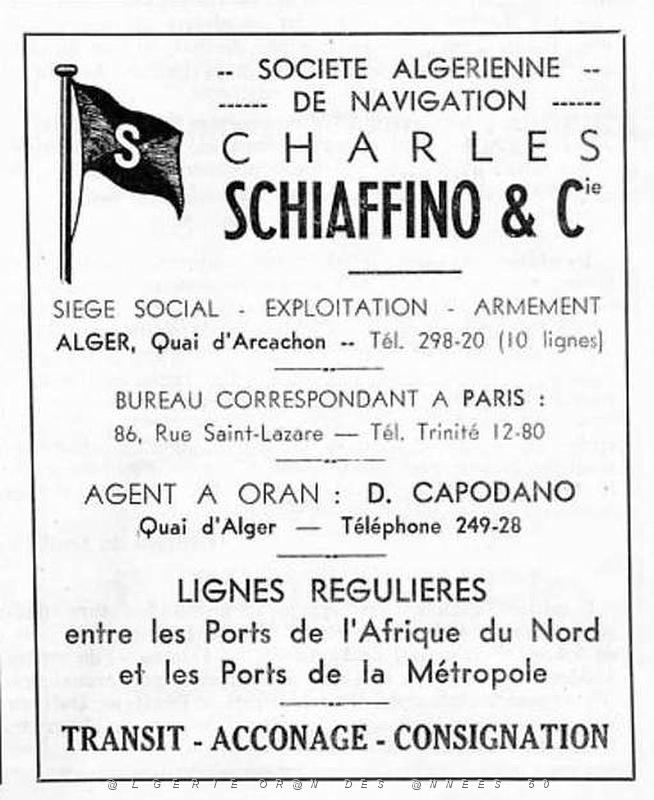 S
-- SOCIETE ALGERIENNE --
------ DE NAVIGATION ------
CHARLES
SCHIAFFINO & Cie
SIEGE SOCIAL - EXPLOITATION - ARMEMENT
ALGER, Quai d'Arcachon -- Tél. 298-20 (10 lignes)
BUREAU CORRESPONDANT A PARIS :
86, Rue Saint-Lazare — Tél. Trinité 12-80
AGENT A ORAN : D. CAPODANO
Quai d'Alger — Téléphone 249-28
LIGNES REGULIERES
entre les Ports de l'Afrique du Nord
et les Ports de la Métropole
TRANSIT - ACCONAGE - CONSIGNATION
@LGERIE OR@N DES @NNEES 50